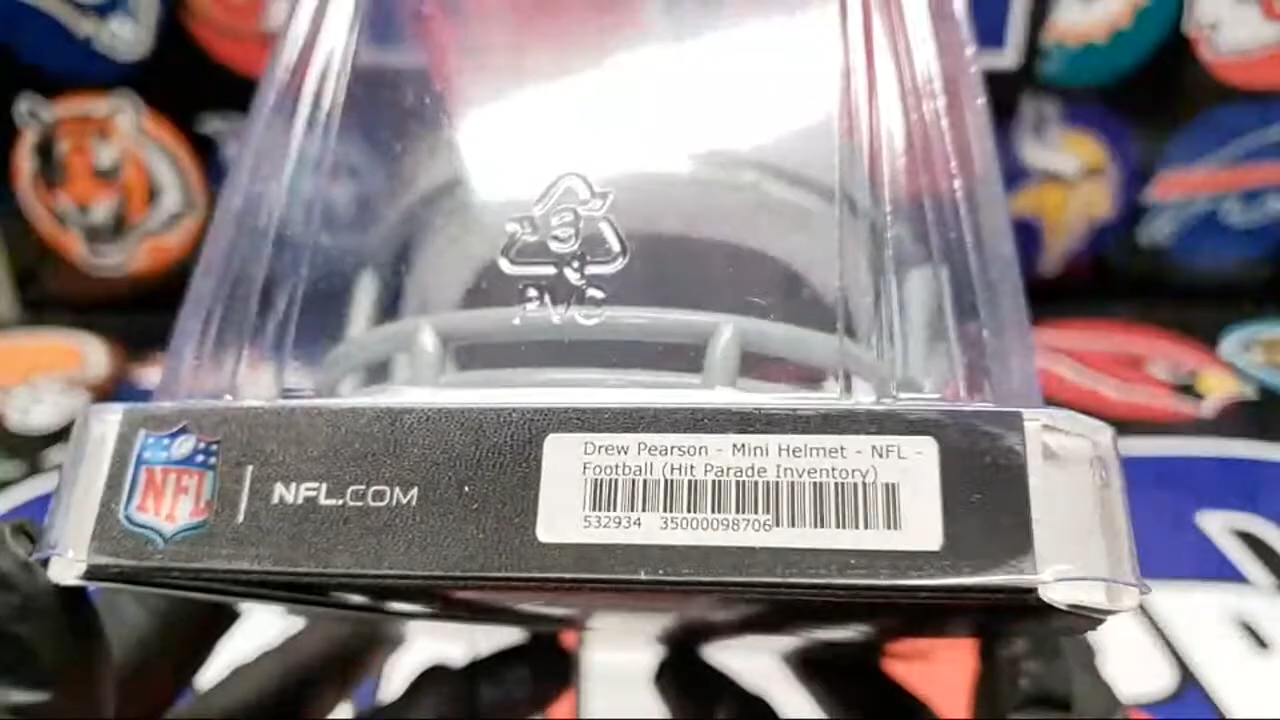 3
PVC
NFL
NFL.COM
Drew Pearson - Mini Helmet - NFL -
Football (Hit Parade Inventory)
532934 35000098706